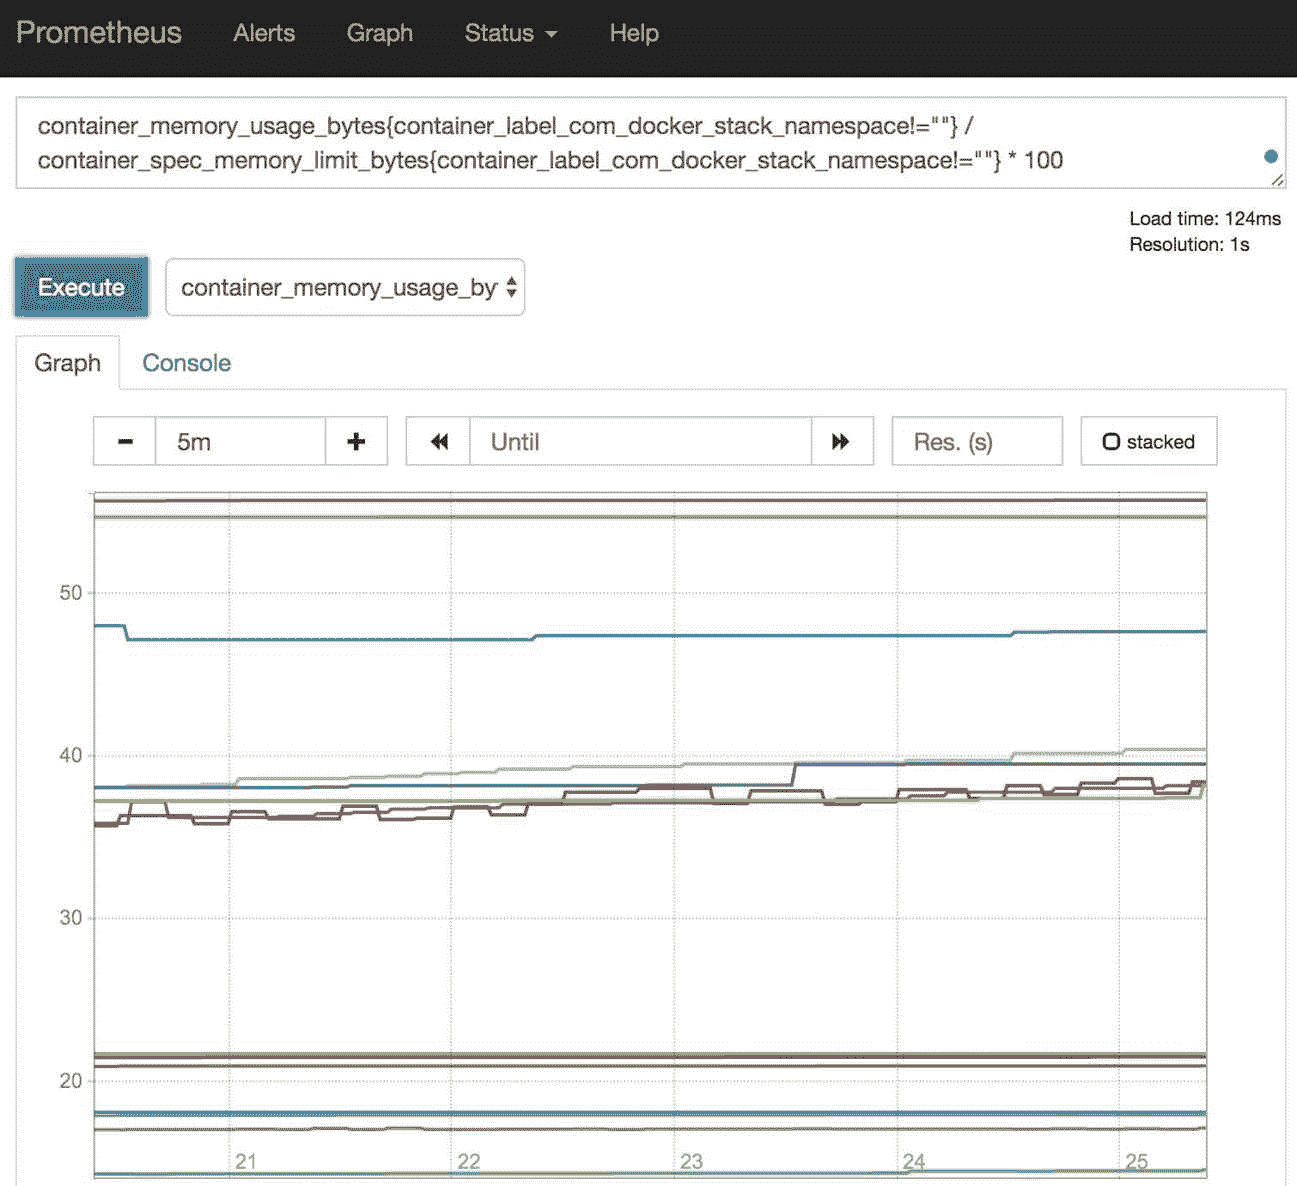 Prometheus Alerts Graph Status Help
container_memory_usage_bytes{container_label_com_docker_stack_namespace!=""} /
container_spec_memory_limit_bytes{container_label_com_docker_stack_namespace!=""} * 100
Load time: 124ms
Resolution: 1s
Execute container_memory_usage_by
Graph Console
5m Until Res. (s) stacked
50
40
30
20
21 22 23 24 25